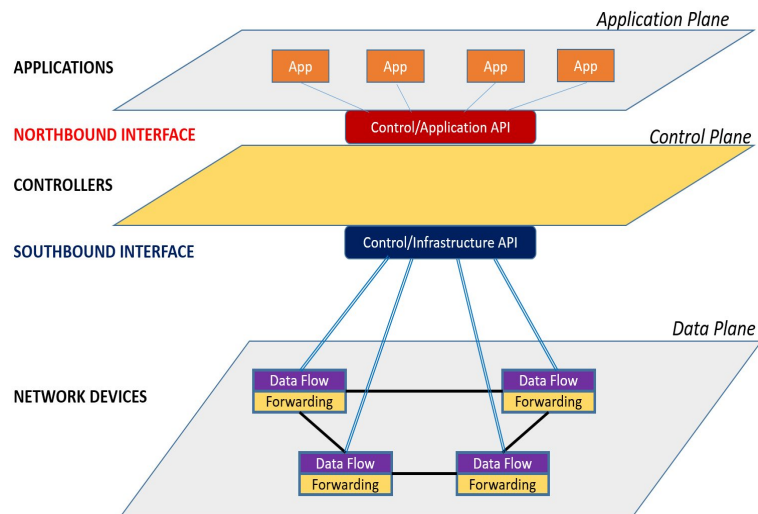 Application Plane
APPLICATIONS
App
App
App
App
NORTHBOUND INTERFACE
Control/Application API
Control Plane
CONTROLLERS
SOUTHBOUND INTERFACE
Control/Infrastructure API
Data Plane
NETWORK DEVICES
Data Flow
Forwarding
Data Flow
Forwarding
Data Flow
Forwarding
Data Flow
Forwarding